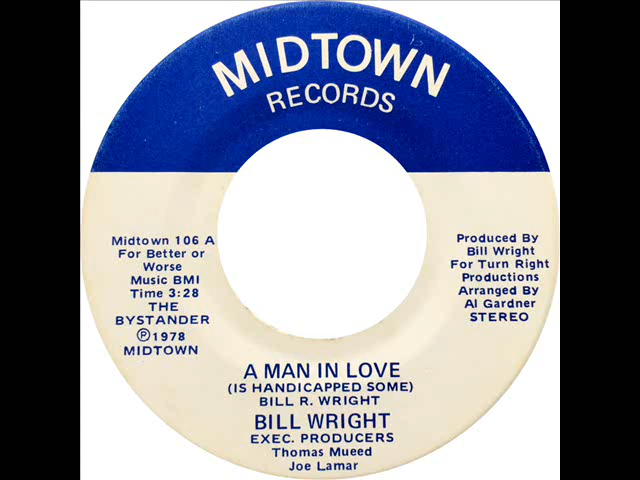 MIDTOWN
RECORDS
Midtown 106 A
For Better or
Worse
Music BMI
Time 3:28
THE
BYSTANDER
℗1978
MIDTOWN
Produced By
Bill Wright
For Turn Right
Productions
Arranged By
Al Gardner
STEREO
A MAN IN LOVE
(IS HANDICAPPED SOME)
BILL R. WRIGHT
BILL WRIGHT
EXEC. PRODUCERS
Thomas Mueed
Joe Lamar